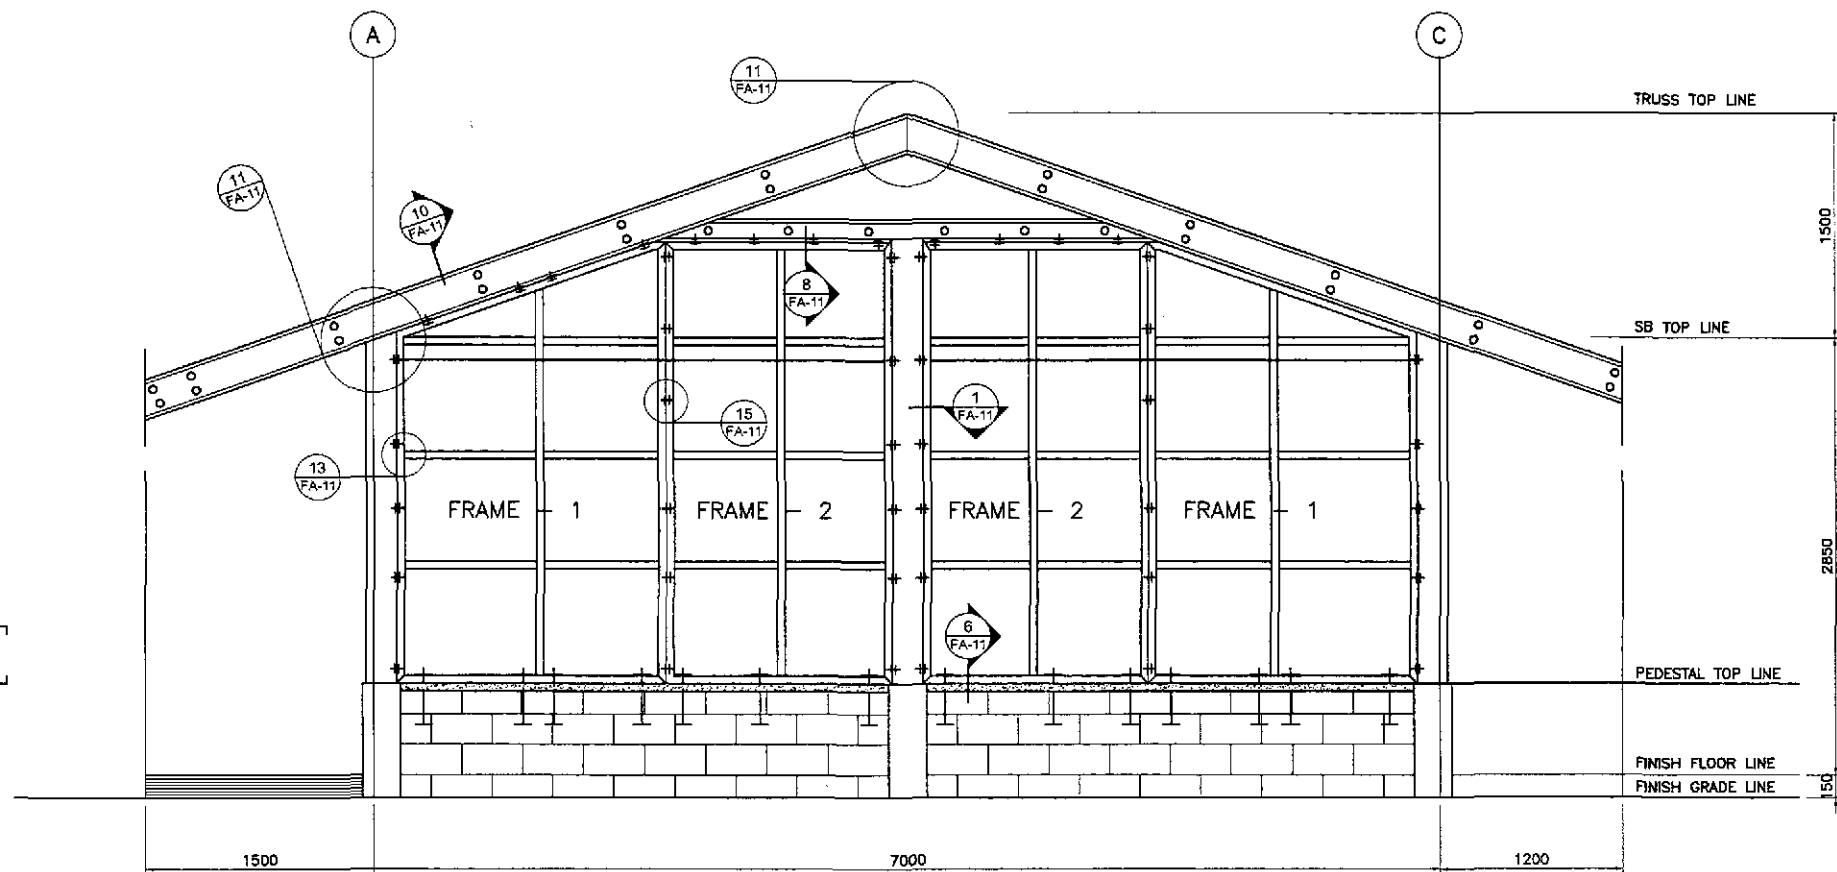 A
C
11
FA-11
TRUSS TOP LINE
11
FA-11
10
FA-11
1500
8
FA-11
SB TOP LINE
1
FA-11
15
FA-11
13
FA-11
FRAME - 1
FRAME - 2
FRAME - 2
FRAME - 1
2850
6
FA-11
PEDESTAL TOP LINE
FINISH FLOOR LINE
FINISH GRADE LINE
150
1500
7000
1200